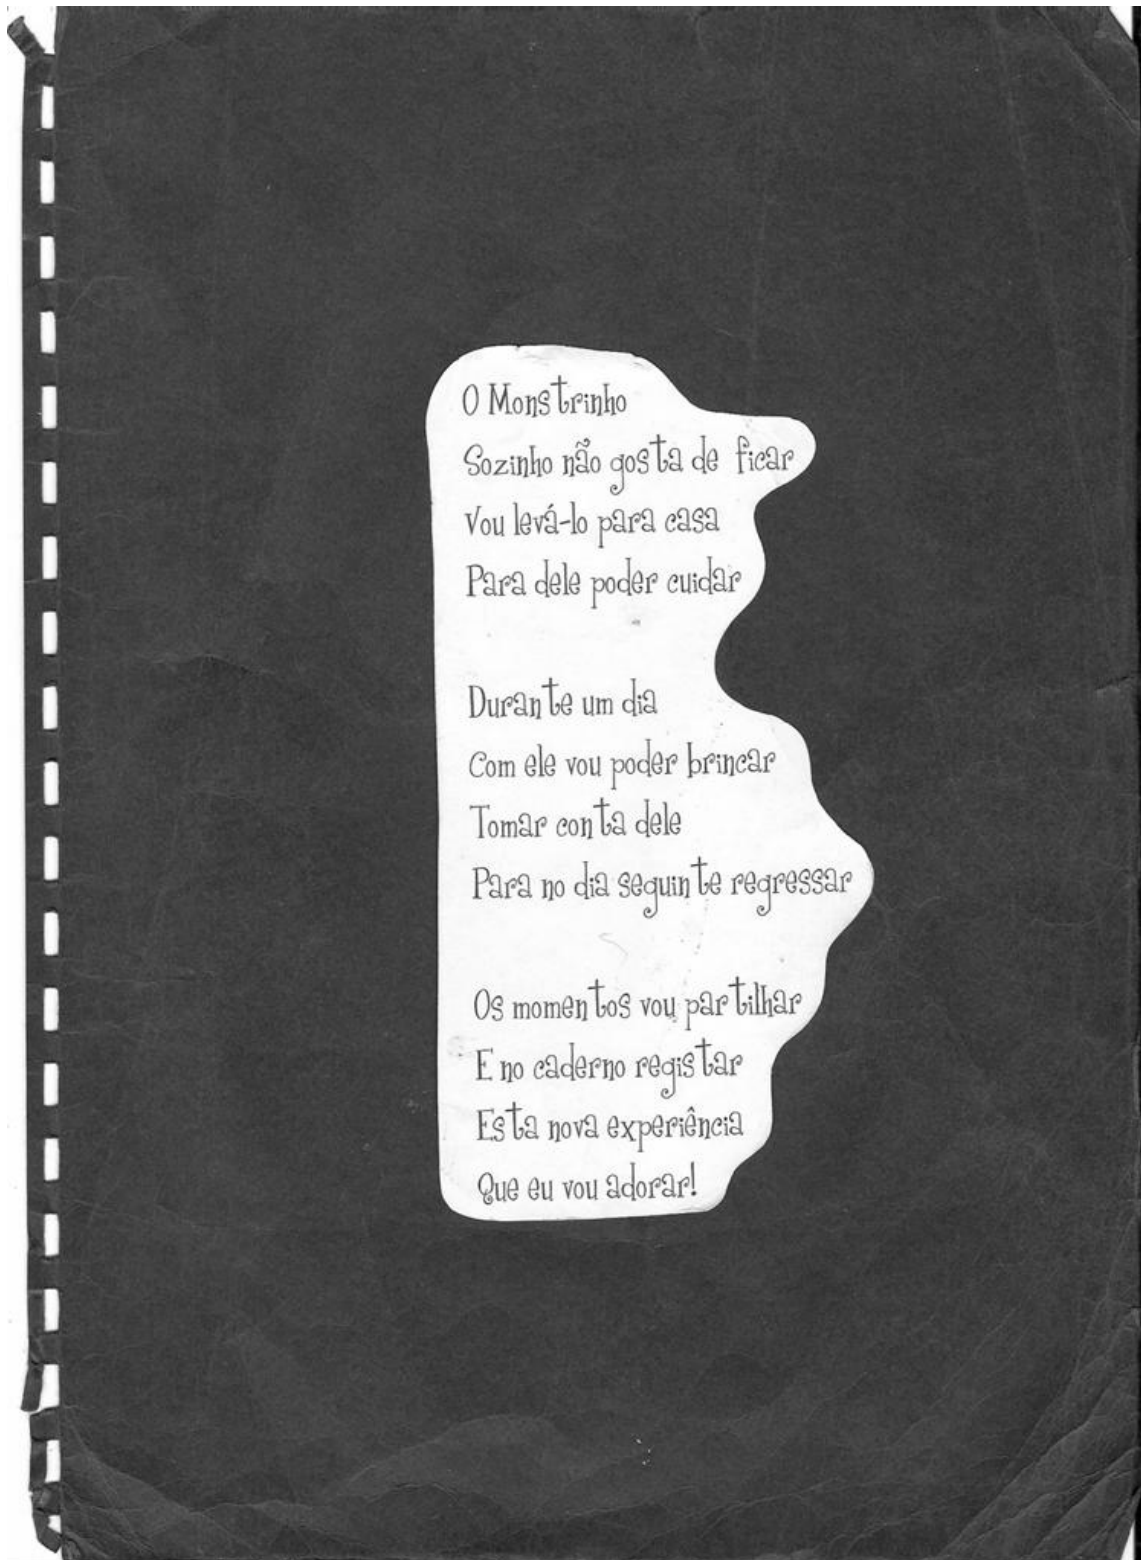 O Monstrinho
Sozinho não gosta de ficar
Vou levá-lo para casa
Para dele poder cuidar
Durante um dia
Com ele vou poder brincar
Tomar conta dele
Para no dia seguinte regressar
Os momentos vou partilhar
E no caderno registar
Esta nova experiência
Que eu vou adorar!